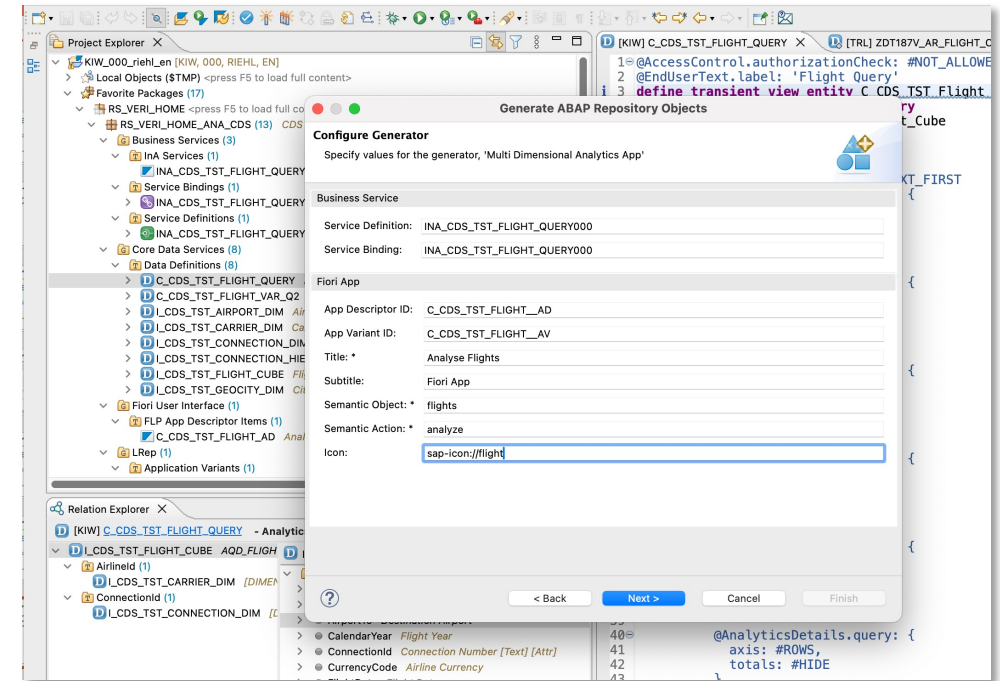 Project Explorer
KIW_000_riehl_en [KIW, 000, RIEHL, EN]
Local Objects ($TMP) <press F5 to load full content>
Favorite Packages (17)
RS_VERI_HOME <press F5 to load full co
RS_VERI_HOME_ANA_CDS (13) CDS
Business Services (3)
InA Services (1)
INA_CDS_TST_FLIGHT_QUERY
Service Bindings (1)
INA_CDS_TST_FLIGHT_QUERY
Service Definitions (1)
INA_CDS_TST_FLIGHT_QUERY
Core Data Services (8)
Data Definitions (8)
C_CDS_TST_FLIGHT_QUERY
C_CDS_TST_FLIGHT_VAR_Q2
I_CDS_TST_AIRPORT_DIM Air
I_CDS_TST_CARRIER_DIM Ca
I_CDS_TST_CONNECTION_DIM
I_CDS_TST_CONNECTION_HIE
I_CDS_TST_FLIGHT_CUBE Fli
I_CDS_TST_GEOCITY_DIM Cit
Fiori User Interface (1)
FLP App Descriptor Items (1)
C_CDS_TST_FLIGHT_AD Anal
LRep (1)
Application Variants (1)
Relation Explorer
[KIW] C_CDS_TST_FLIGHT_QUERY - Analytic
I_CDS_TST_FLIGHT_CUBE AQD_FLIGH
AirlineId (1)
I_CDS_TST_CARRIER_DIM [DIMEN
ConnectionId (1)
I_CDS_TST_CONNECTION_DIM [D
CalendarYear Flight Year
ConnectionId Connection Number [Text] [Attr]
CurrencyCode Airline Currency
[KIW] C_CDS_TST_FLIGHT_QUERY
[TRL] ZDT187V_AR_FLIGHT_C
1 @AccessControl.authorizationCheck: #NOT_ALLOWE
2 @EndUserText.label: 'Flight Query'
3 define transient view entity C_CDS_TST_Flight_
ry
t_Cube
XT_FIRST
{
{
{
{
{
40 @AnalyticsDetails.query: {
41 axis: #ROWS,
42 totals: #HIDE
43 }
Generate ABAP Repository Objects
Configure Generator
Specify values for the generator, 'Multi Dimensional Analytics App'
Business Service
Service Definition: INA_CDS_TST_FLIGHT_QUERY000
Service Binding: INA_CDS_TST_FLIGHT_QUERY000
Fiori App
App Descriptor ID: C_CDS_TST_FLIGHT__AD
App Variant ID: C_CDS_TST_FLIGHT__AV
Title: * Analyse Flights
Subtitle: Fiori App
Semantic Object: * flights
Semantic Action: * analyze
Icon: sap-icon://flight
< Back
Next >
Cancel
Finish